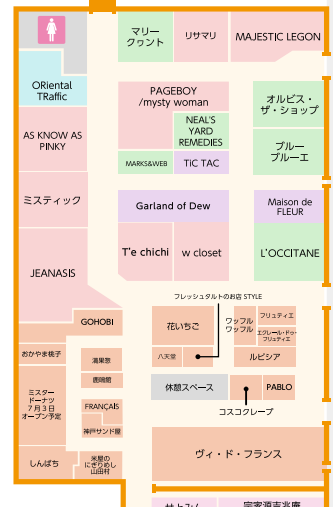 マリー
クヮント
リサマリ
MAJESTIC LEGON
ORiental
TRaffic
PAGEBOY
/mysty woman
オルビス・
ザ・ショップ
NEAL'S
YARD
REMEDIES
AS KNOW AS
PINKY
ブルー
ブルーエ
MARKS&WEB
TiC TAC
ミスティック
Garland of Dew
Maison de
FLEUR
T'e chichi
w closet
L'OCCITANE
JEANASIS
フレッシュタルトのお店 STYLE
GOHOBI
花いちご
ワッフル
ワッフル
フリュティエ
エクレール・ドゥ・
フリュティエ
おかやま桃子
清果惣
八天堂
ルピシア
鹿鳴館
休憩スペース
PABLO
ミスター
ドーナツ
7月3日
オープン予定
FRANÇAIS
コスコクレープ
神戸サンド屋
しんぱち
米屋の
にぎりめし
山田村
ヴィ・ド・フランス